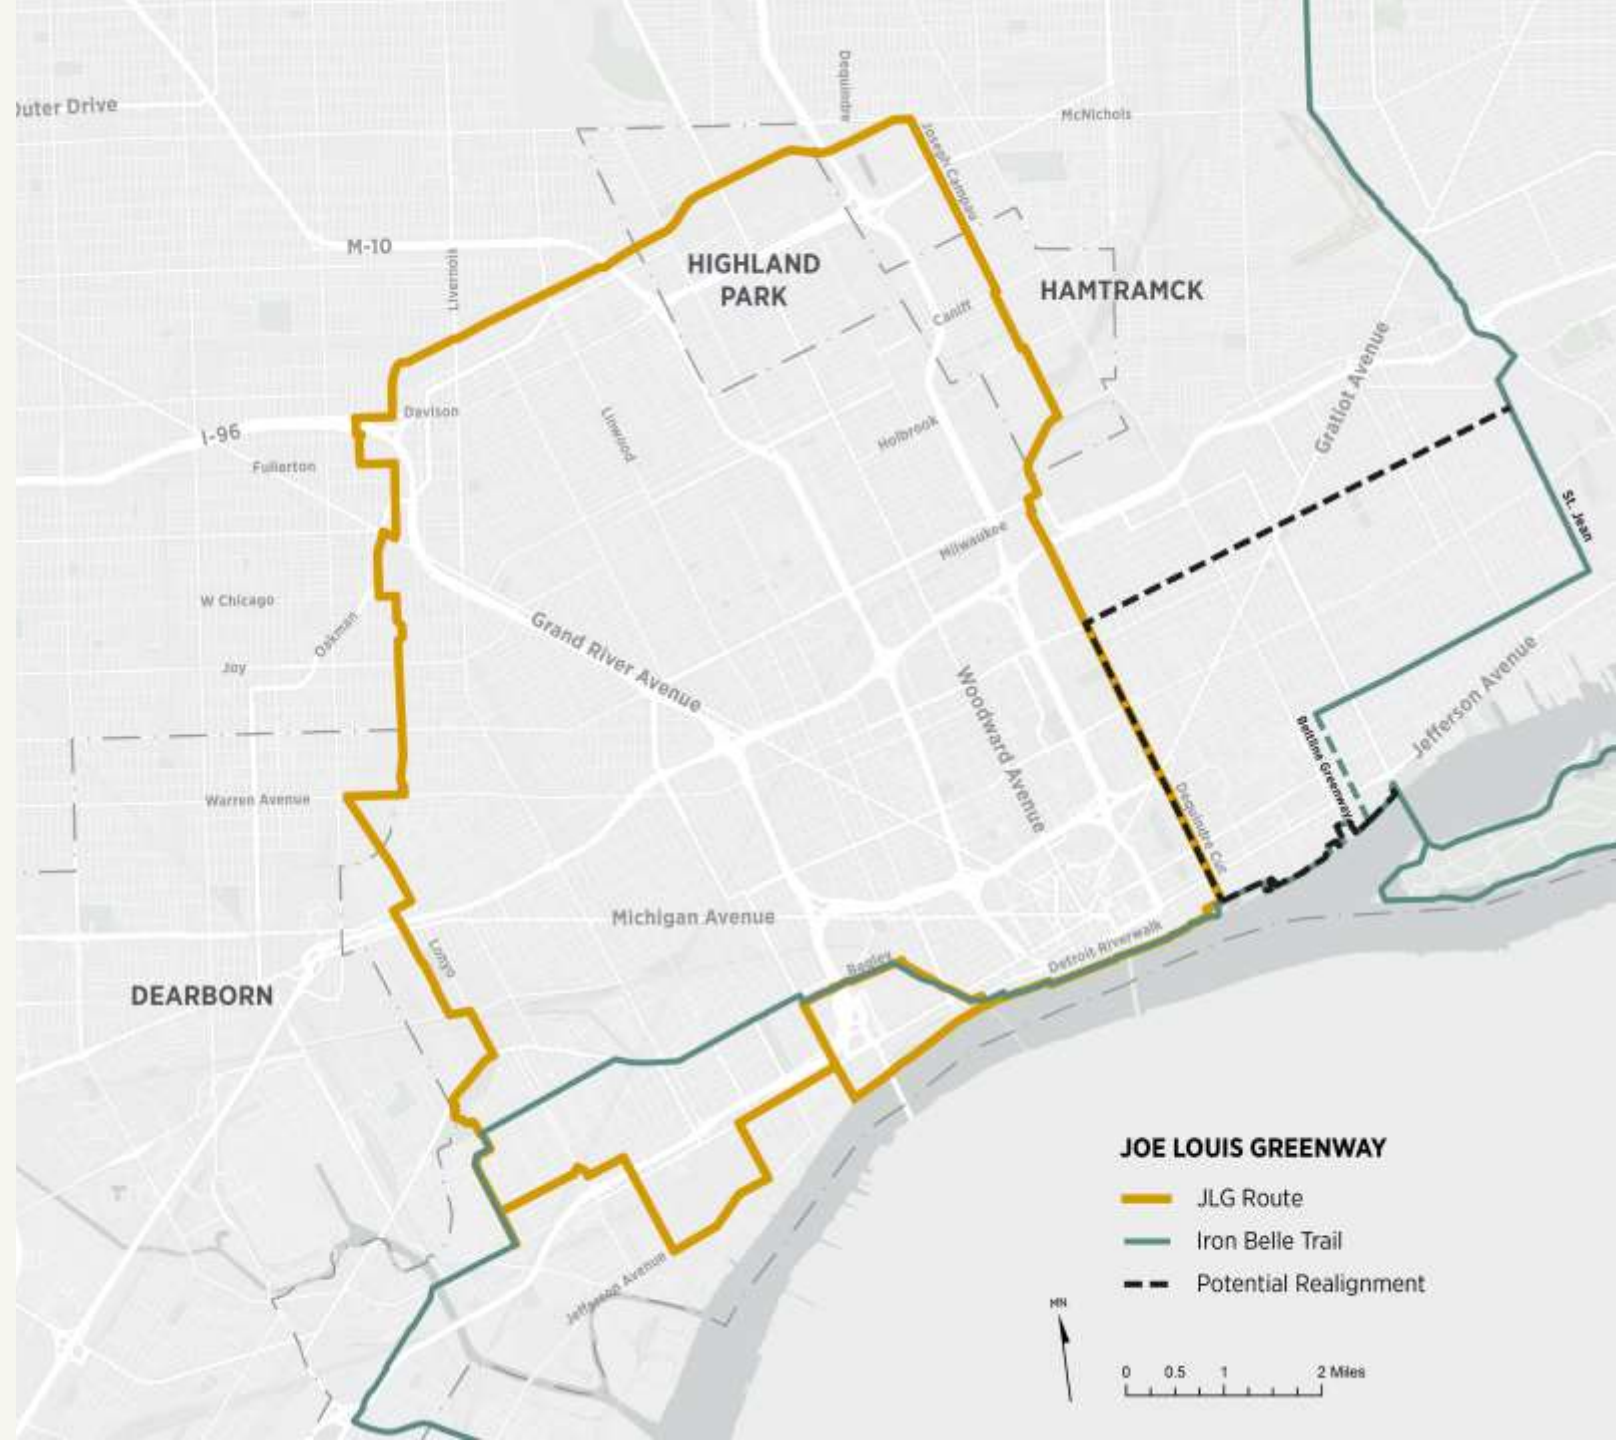 Dequindre
Outer Drive
McNichols
Joseph Campau
M-10
Livernois
HIGHLAND
PARK
HAMTRAMCK
Caniff
Gratiot Avenue
Davison
Linwood
I-96
Holbrook
Fullerton
St. Jean
Milwaukee
W Chicago
Oakman
Grand River Avenue
Joy
Woodward Avenue
Jefferson Avenue
Beltline Greenway
Warren Avenue
Dequindre Cut
Michigan Avenue
Lonyo
Bagley
Detroit Riverwalk
DEARBORN
JOE LOUIS GREENWAY
JLG Route
Iron Belle Trail
Potential Realignment
Jefferson Avenue
MN
0 0.5 1 2 Miles